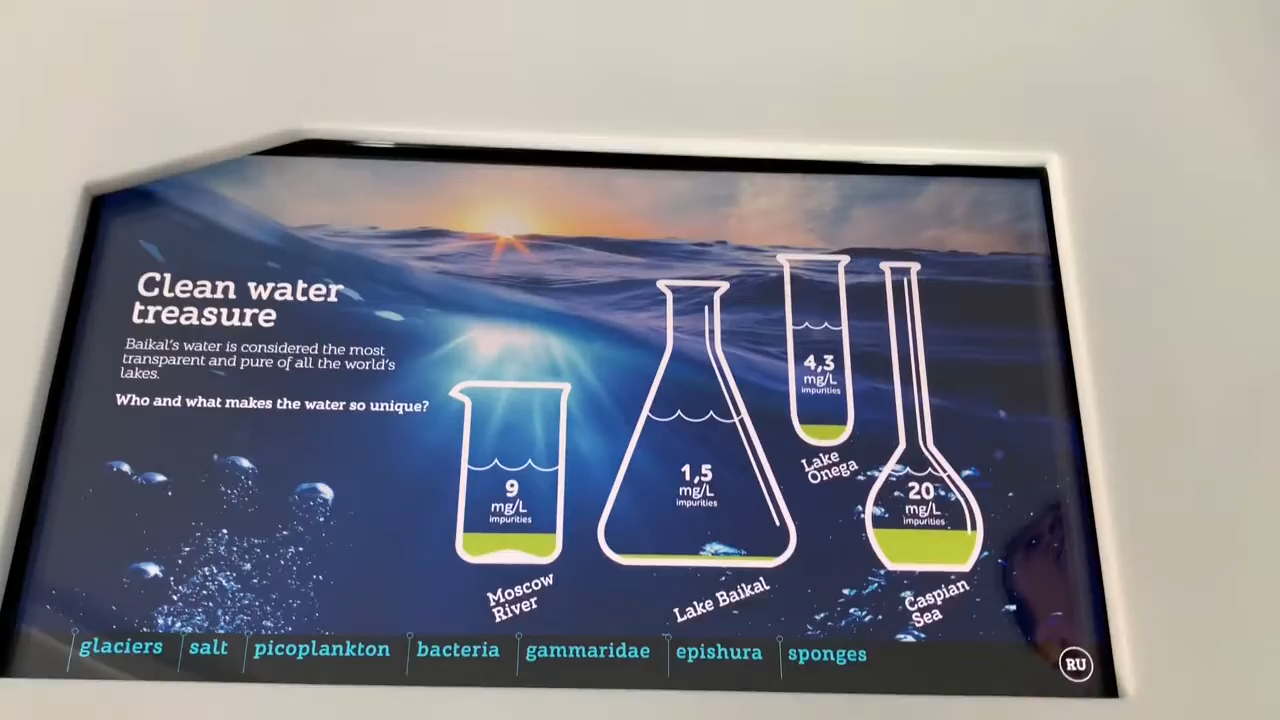 Clean water
treasure
Baikal's water is considered the most
transparent and pure of all the world's
lakes.
Who and what makes the water so unique?
9
mg/L
impurities
Moscow
River
1,5
mg/L
impurities
Lake Baikal
4,3
mg/L
impurities
Lake
Onega
20
mg/L
impurities
Caspian
Sea
glaciers
salt
picoplankton
bacteria
gammaridae
epishura
sponges
RU